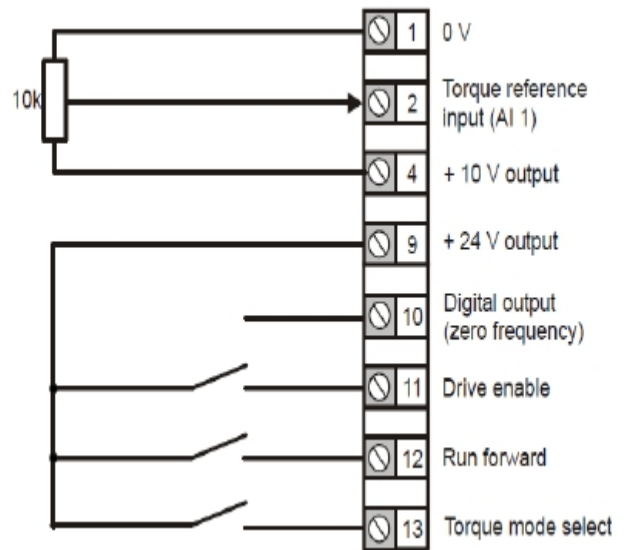 1 0 V
10k
2 Torque reference
input (AI 1)
4 + 10 V output
9 + 24 V output
10 Digital output
(zero frequency)
11 Drive enable
12 Run forward
13 Torque mode select